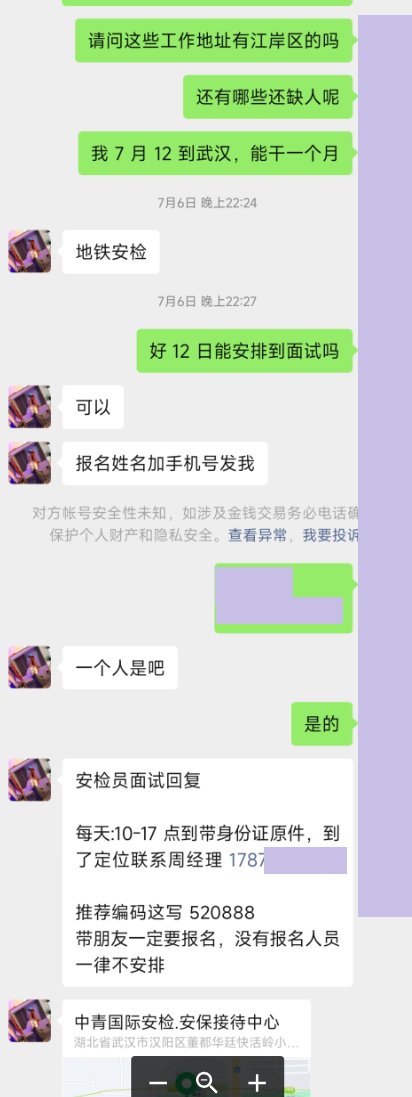 请问这些工作地址有江岸区的吗
还有哪些还缺人呢
我 7 月 12 到武汉，能干一个月
7月6日 晚上22:24
地铁安检
7月6日 晚上22:27
好 12 日能安排到面试吗
可以
报名姓名加手机号发我
对方帐号安全性未知，如涉及金钱交易务必电话确
保护个人财产和隐私安全。查看异常，我要投诉
一个人是吧
是的
安检员面试回复
每天:10-17 点到带身份证原件，到
了定位联系周经理 1787
推荐编码这写 520888
带朋友一定要报名，没有报名人员
一律不安排
中青国际安检.安保接待中心
湖北省武汉市汉阳区董都华廷快活岭小...